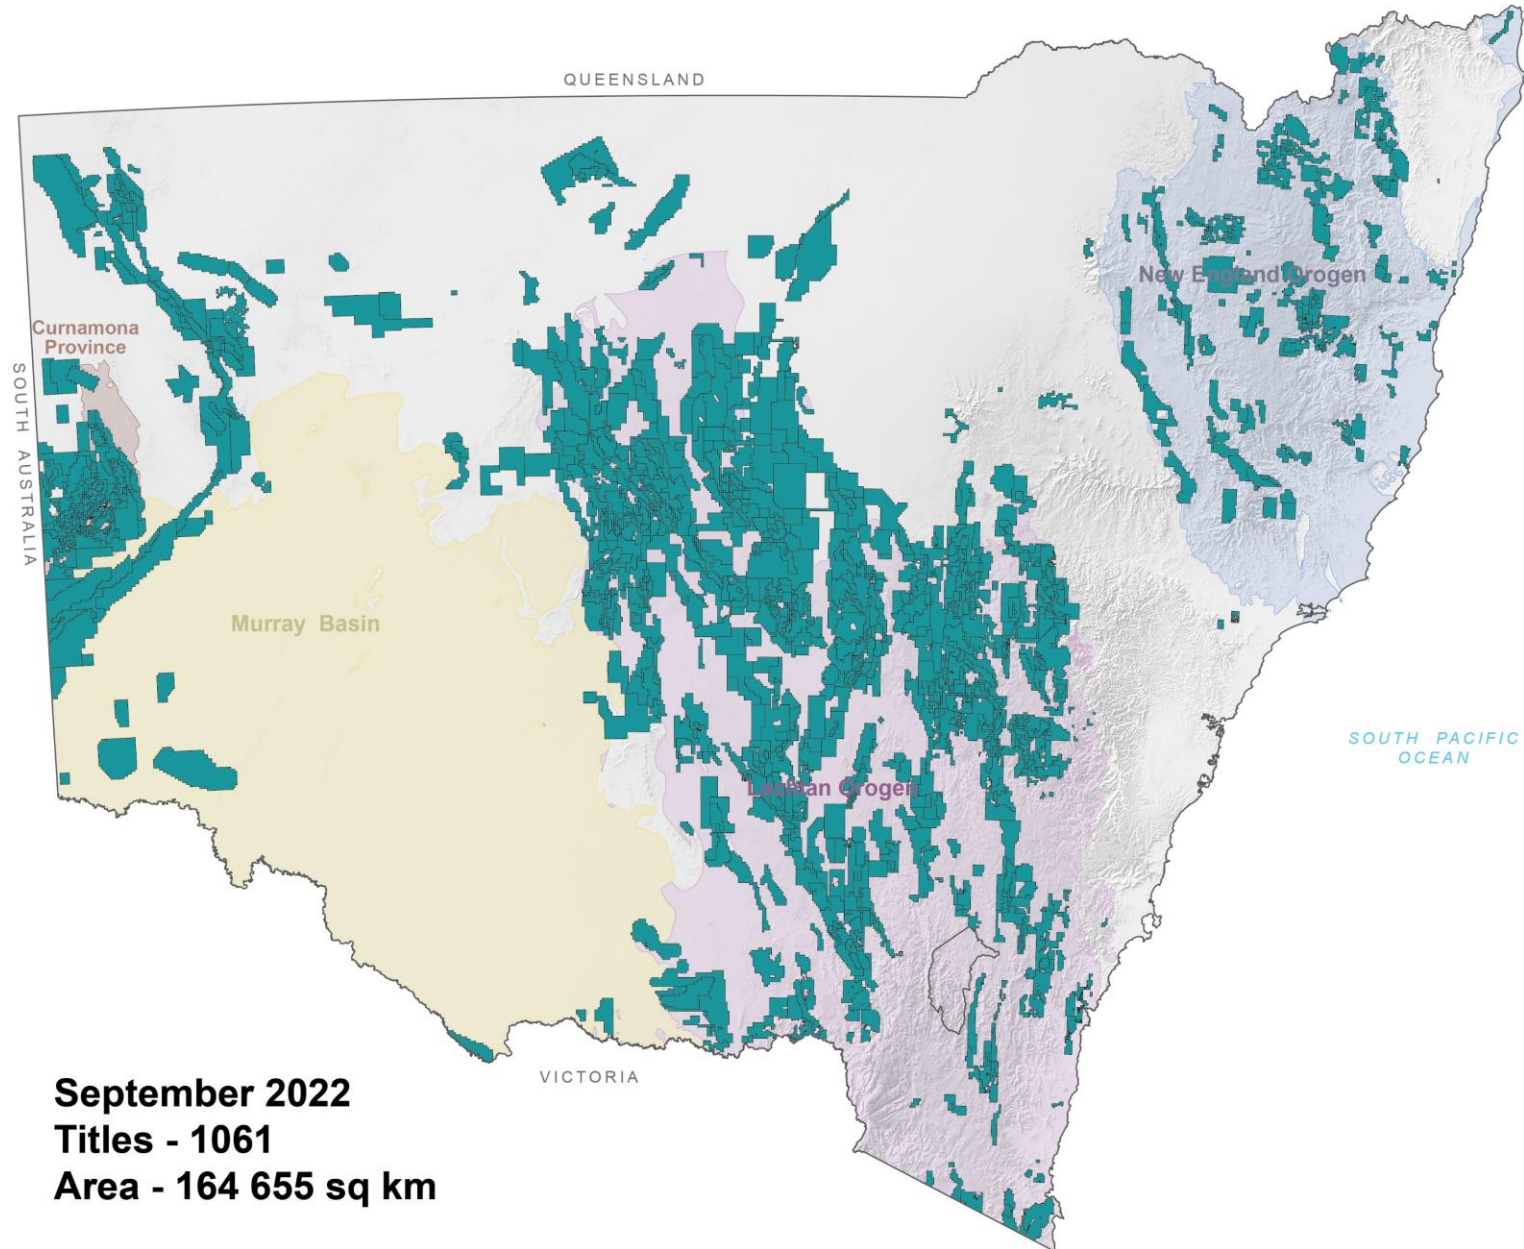 QUEENSLAND
New England Orogen
Curnamona
Province
SOUTH AUSTRALIA
Murray Basin
SOUTH PACIFIC
OCEAN
Lachlan Orogen
VICTORIA
September 2022
Titles - 1061
Area - 164 655 sq km